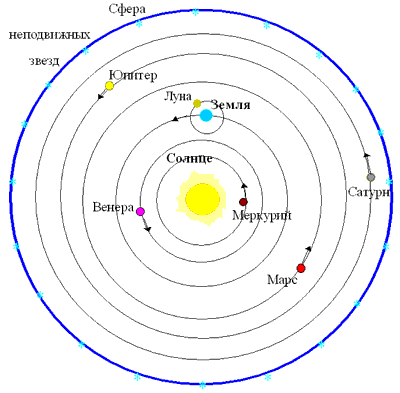 Сфера
неподвижных
звезд
Юпитер
Луна
Земля
Солнце
Сатурн
Венера
Меркурий
Марс